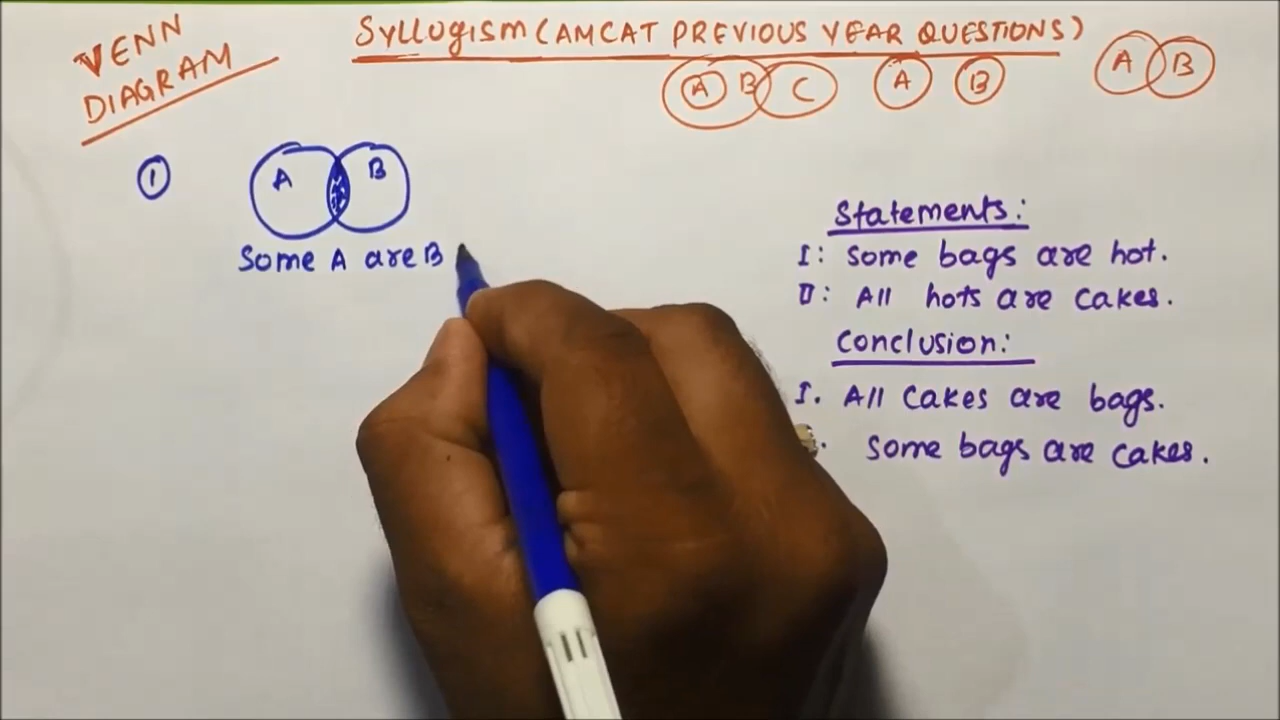 VENN
DIAGRAM
SYLLOGISM (AMCAT PREVIOUS YEAR QUESTIONS)
A B C A B A B
1
A B
Some A are B
Statements:
I: Some bags are hot.
II: All hots are cakes.
Conclusion:
I. All cakes are bags.
. Some bags are cakes.